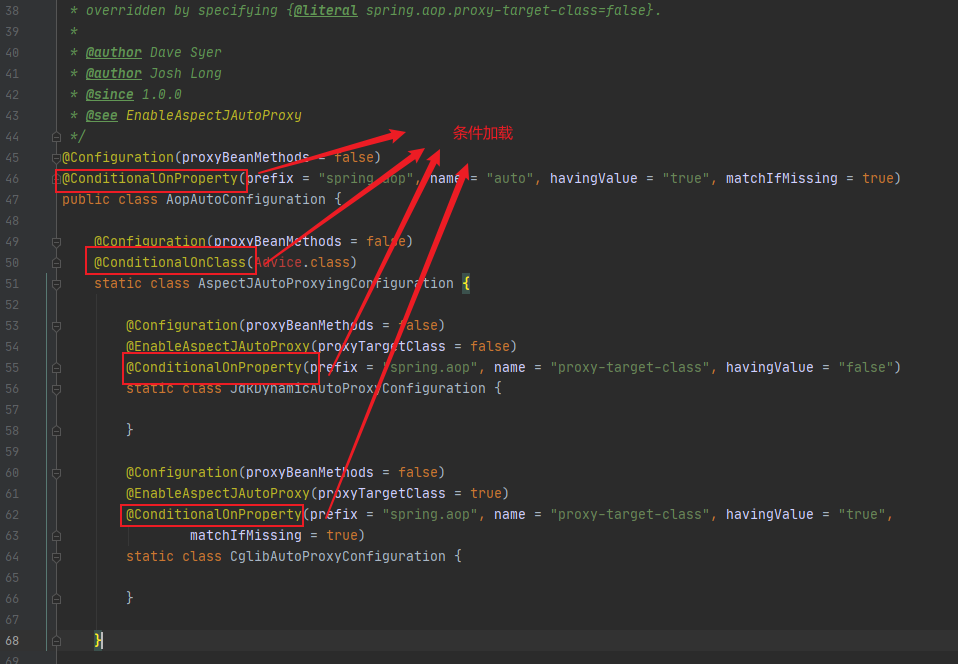 38 * overridden by specifying {@literal spring.aop.proxy-target-class=false}.
39 *
40 * @author Dave Syer
41 * @author Josh Long
42 * @since 1.0.0
43 * @see EnableAspectJAutoProxy
44 */
条件加载
45 @Configuration(proxyBeanMethods = false)
46 @ConditionalOnProperty(prefix = "spring.aop", name = "auto", havingValue = "true", matchIfMissing = true)
47 public class AopAutoConfiguration {
48
49 @Configuration(proxyBeanMethods = false)
50 @ConditionalOnClass(Advice.class)
51 static class AspectJAutoProxyingConfiguration {
52
53 @Configuration(proxyBeanMethods = false)
54 @EnableAspectJAutoProxy(proxyTargetClass = false)
55 @ConditionalOnProperty(prefix = "spring.aop", name = "proxy-target-class", havingValue = "false")
56 static class JdkDynamicAutoProxyConfiguration {
57
58 }
59
60 @Configuration(proxyBeanMethods = false)
61 @EnableAspectJAutoProxy(proxyTargetClass = true)
62 @ConditionalOnProperty(prefix = "spring.aop", name = "proxy-target-class", havingValue = "true",
63 matchIfMissing = true)
64 static class CglibAutoProxyConfiguration {
65
66 }
67
68 }
69